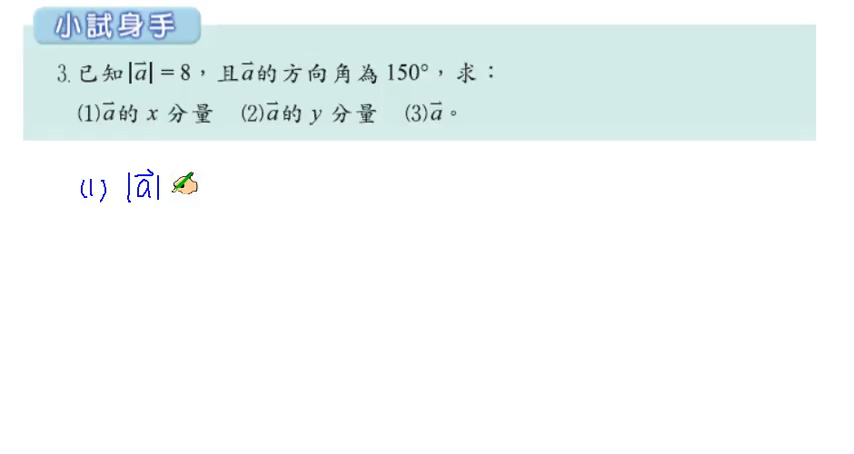 小試身手
3. 已知|a⃗| = 8，且a⃗的方向角為150°，求：
(1)a⃗的 x 分量 (2)a⃗的 y 分量 (3)a⃗。
(1) |a⃗|